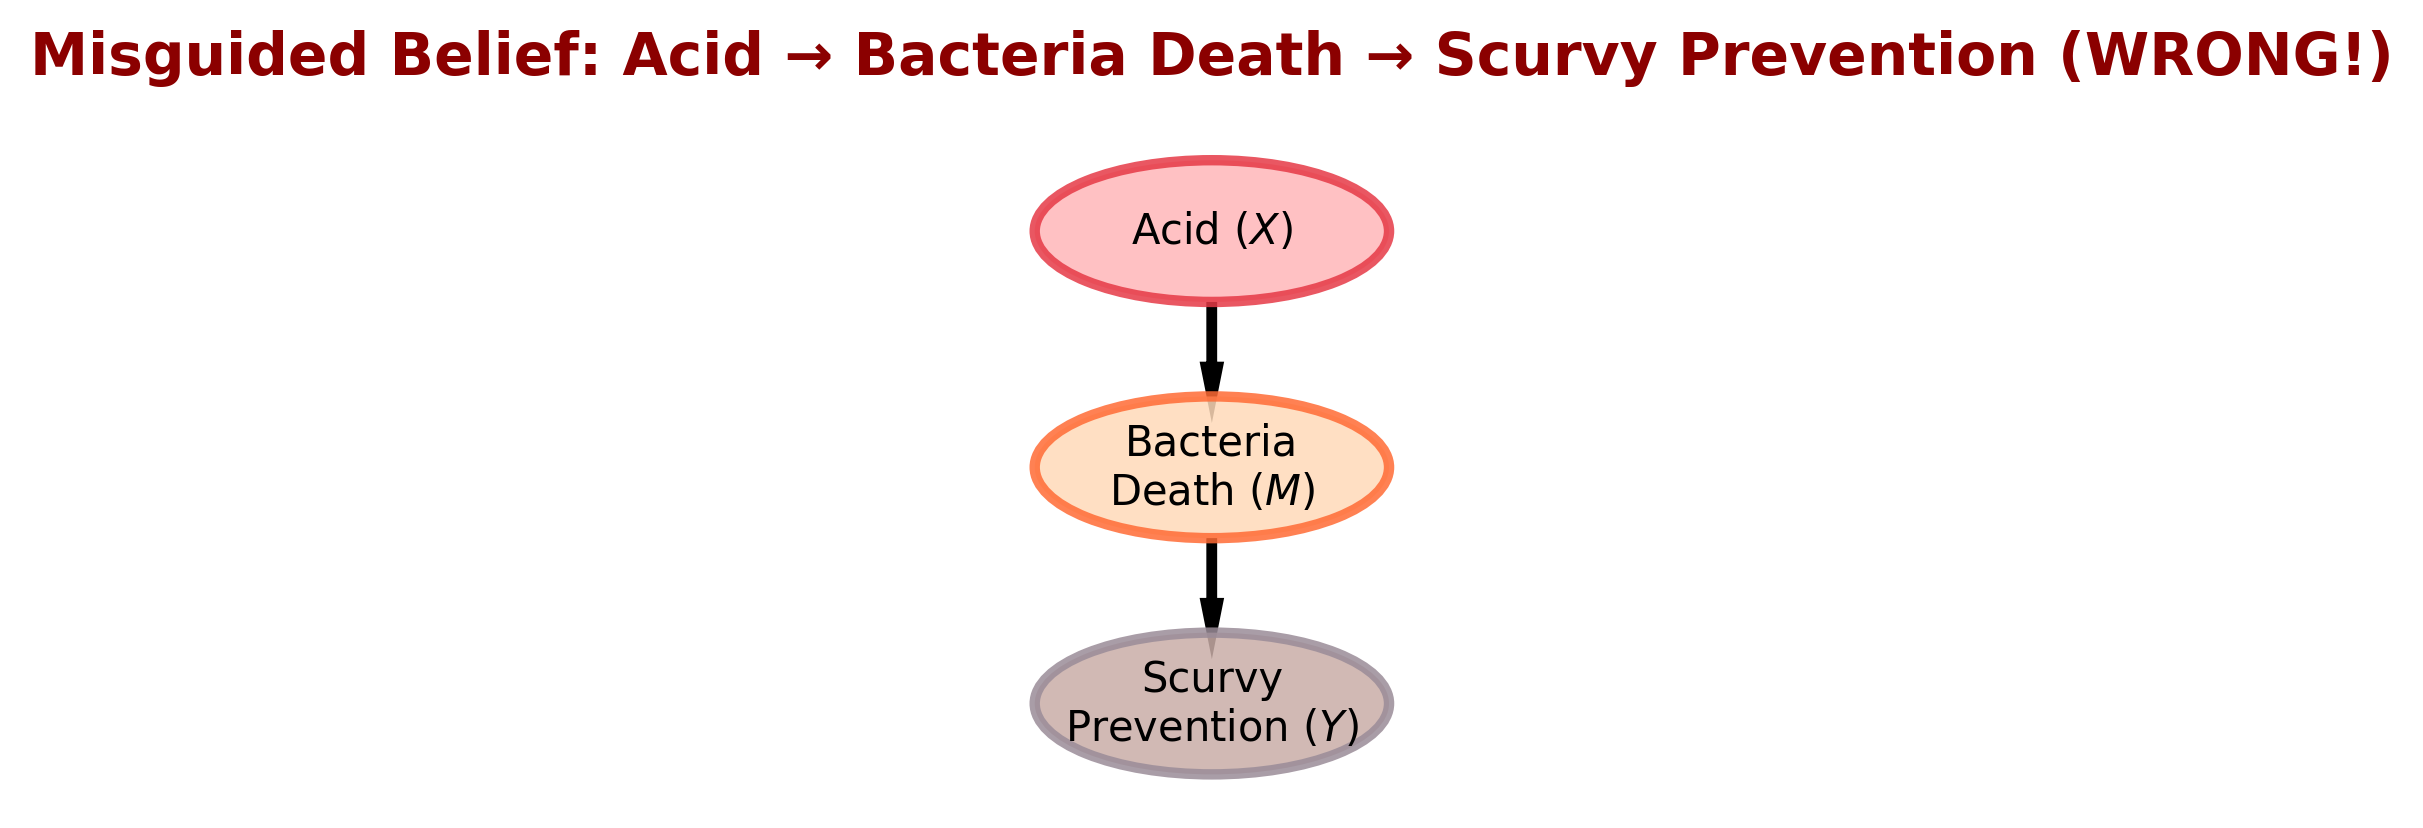 Misguided Belief: Acid → Bacteria Death → Scurvy Prevention (WRONG!)
Acid (X)
Bacteria
Death (M)
Scurvy
Prevention (Y)